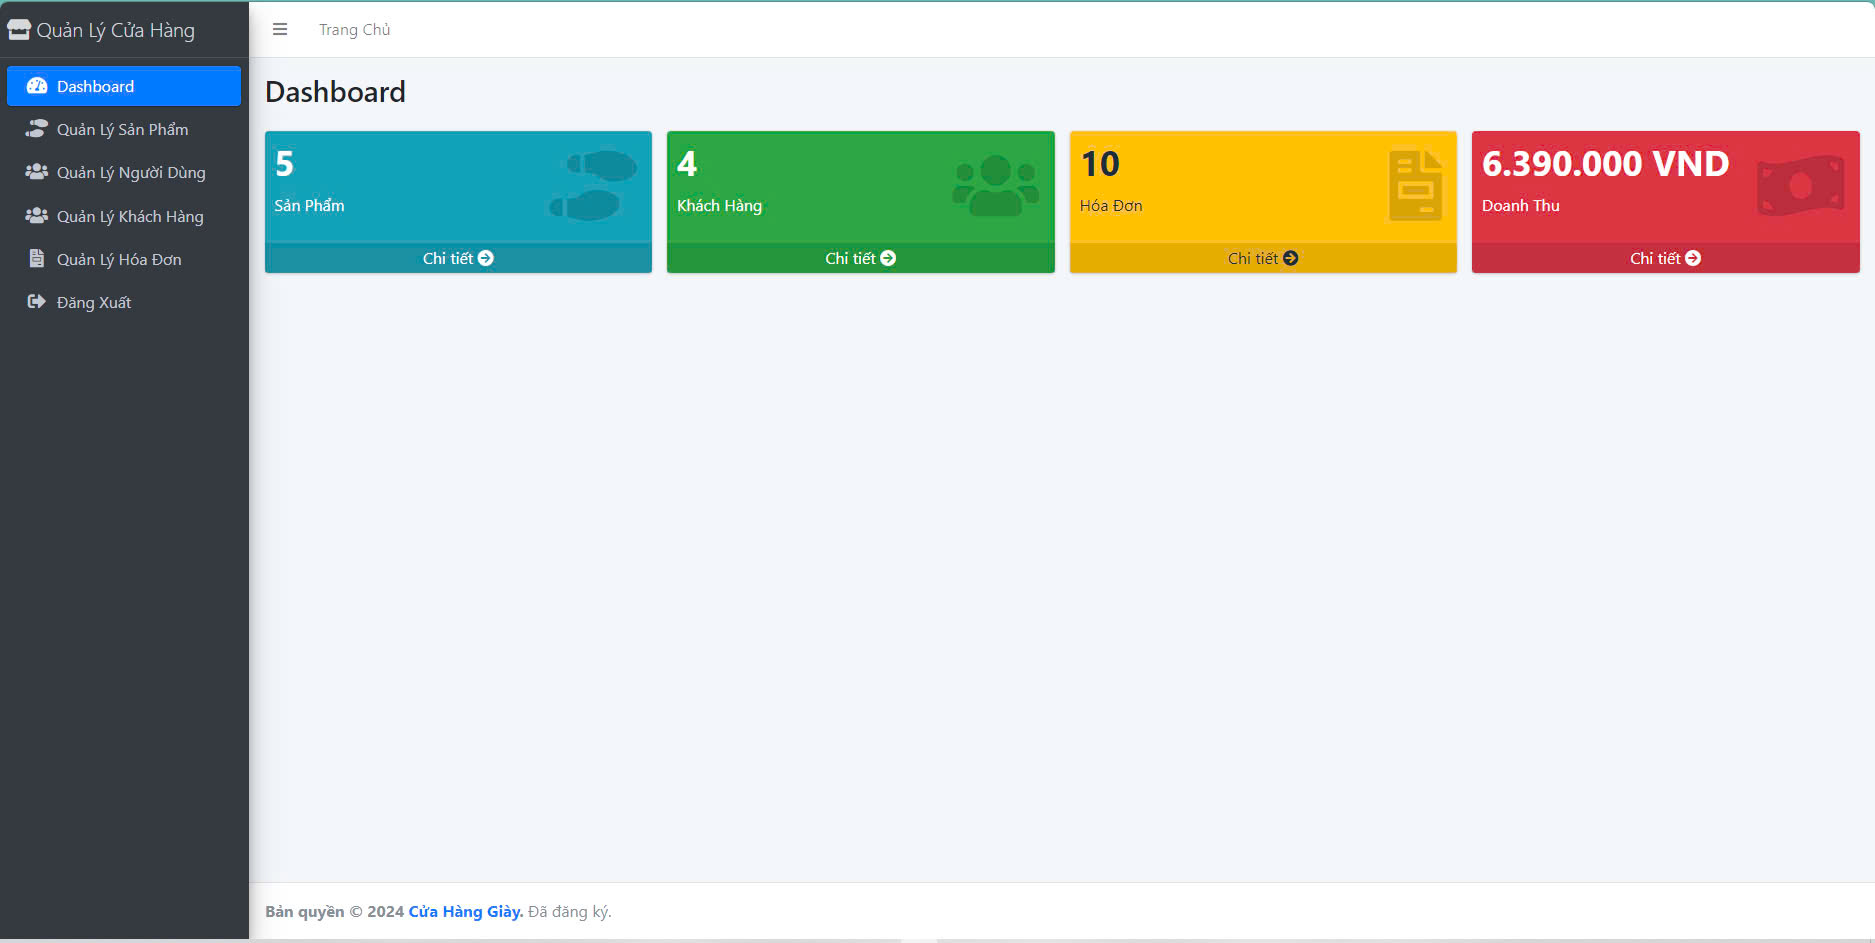 Quản Lý Cửa Hàng
Trang Chủ
Dashboard
Quản Lý Sản Phẩm
Quản Lý Người Dùng
Quản Lý Khách Hàng
Quản Lý Hóa Đơn
Đăng Xuất
Dashboard
5
Sản Phẩm
Chi tiết
4
Khách Hàng
Chi tiết
10
Hóa Đơn
Chi tiết
6.390.000 VND
Doanh Thu
Chi tiết
Bản quyền © 2024 Cửa Hàng Giày. Đã đăng ký.